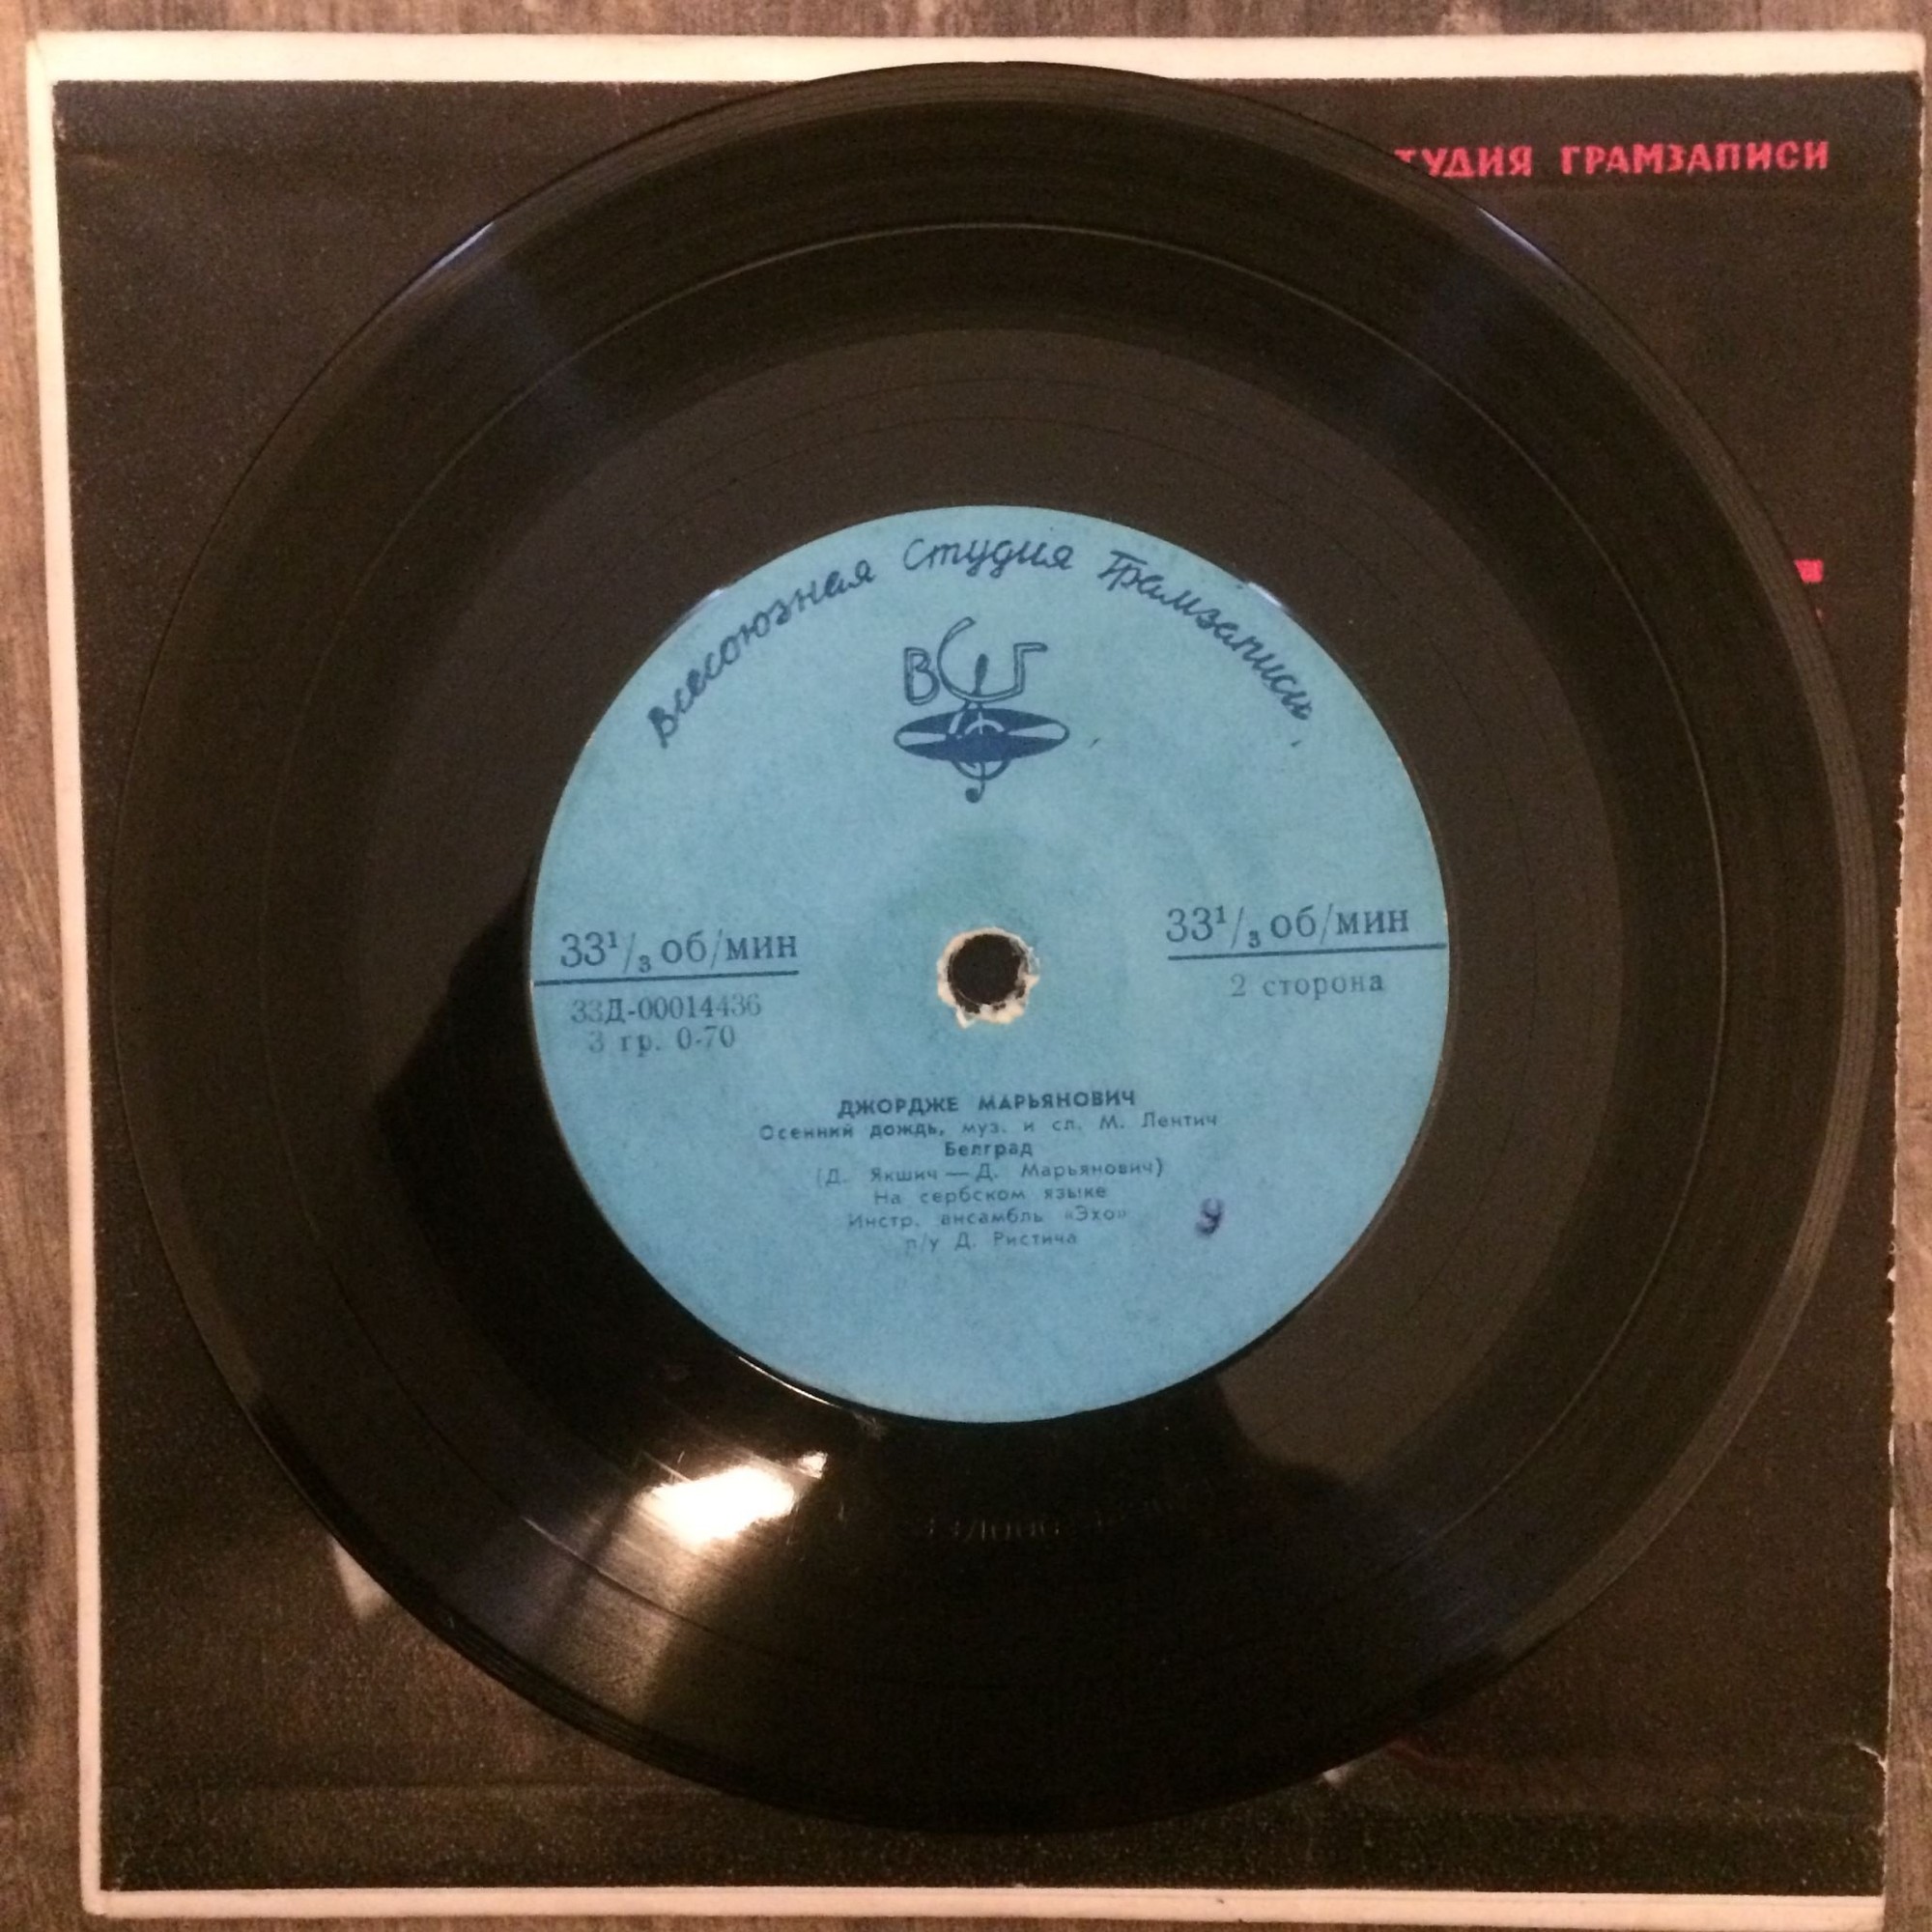 ТУДИЯ ГРАМЗАПИСИ
Всесоюзная Студия Грамзаписи
ВСГ
33¹/₃ об/мин
33Д-00014436
3 гр. 0-70
33¹/₃ об/мин
2 сторона
ДЖОРДЖЕ МАРЬЯНОВИЧ
Осенний дождь, муз. и сл. М. Лентич
Белград
(Д. Якшич — Д. Марьянович)
На сербском языке
Инстр. ансамбль «Эхо»
п/у Д. Ристича
9